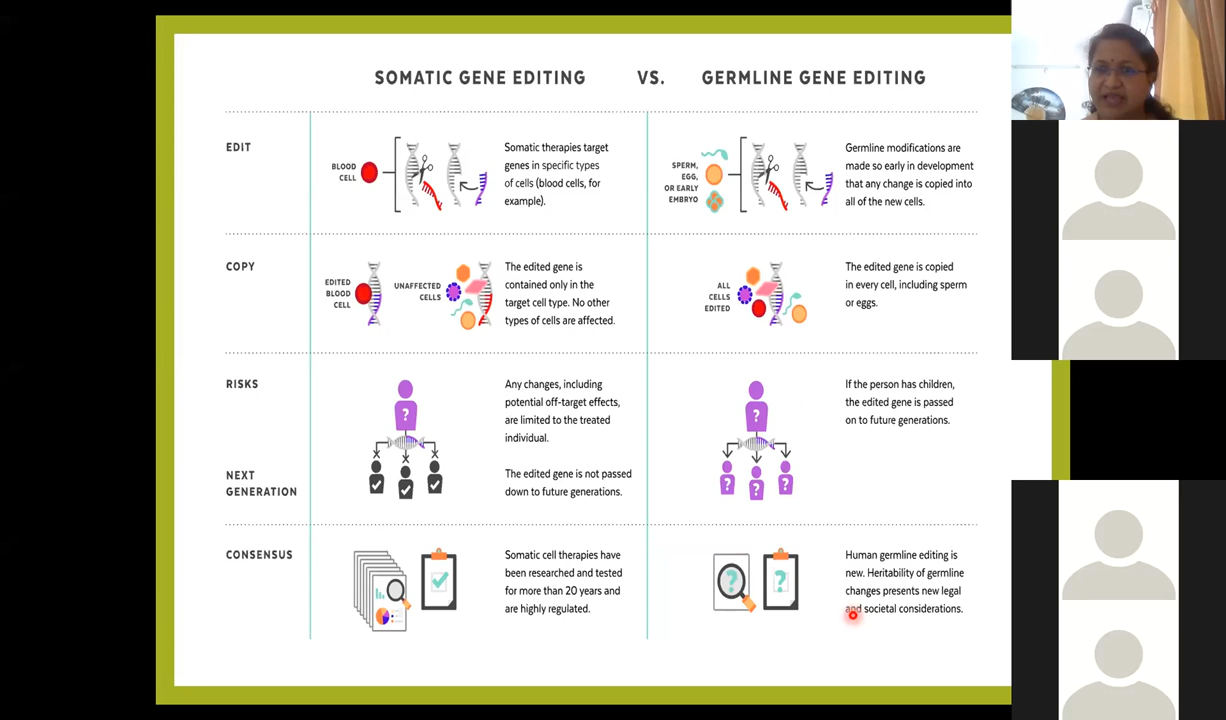 SOMATIC GENE EDITING VS. GERMLINE GENE EDITING
EDIT
BLOOD
CELL
Somatic therapies target
genes in specific types
of cells (blood cells, for
example).
SPERM,
EGG,
OR EARLY
EMBRYO
Germline modifications are
made so early in development
that any change is copied into
all of the new cells.
COPY
EDITED
BLOOD
CELL
UNAFFECTED
CELLS
The edited gene is
contained only in the
target cell type. No other
types of cells are affected.
ALL
CELLS
EDITED
The edited gene is copied
in every cell, including sperm
or eggs.
RISKS
?
Any changes, including
potential off-target effects,
are limited to the treated
individual.
?
If the person has children,
the edited gene is passed
on to future generations.
NEXT
GENERATION
The edited gene is not passed
down to future generations.
? ? ?
CONSENSUS
Somatic cell therapies have
been researched and tested
for more than 20 years and
are highly regulated.
? ?
Human germline editing is
new. Heritability of germline
changes presents new legal
and societal considerations.